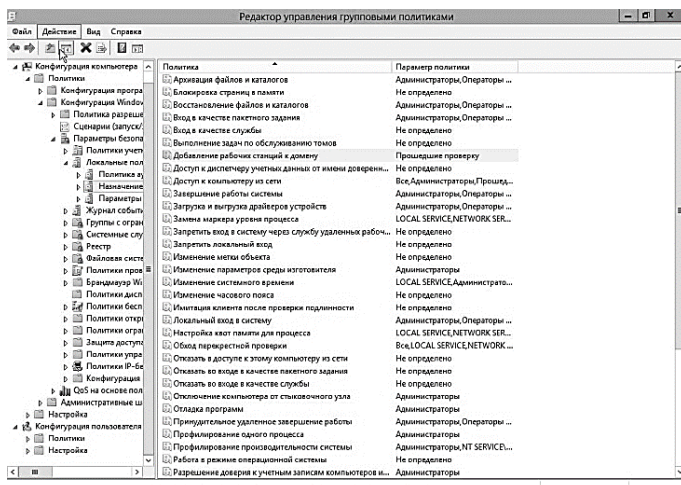 Редактор управления групповыми политиками
Файл Действие Вид Справка
Конфигурация компьютера
Политики
Конфигурация програ
Конфигурация Window
Политика разреше
Сценарии (запуск/
Параметры безопа
Политики учетн
Локальные пол
Политика ау
Назначение
Параметры
Журнал событи
Группы с огран
Системные слу
Реестр
Файловая систе
Политики пров
Брандмауэр Wi
Политики дисп
Политики бесп
Политики откры
Политики огра
Защита доступа
Политики упра
Политики IP-бе
Конфигурация
QoS на основе пол
Административные ш
Настройка
Конфигурация пользователя
Политики
Настройка
Политика Параметр политики
Архивация файлов и каталогов Администраторы,Операторы ...
Блокировка страниц в памяти Не определено
Восстановление файлов и каталогов Администраторы,Операторы ...
Вход в качестве пакетного задания Администраторы,Операторы ...
Вход в качестве службы Не определено
Выполнение задач по обслуживанию томов Не определено
Добавление рабочих станций к домену Прошедшие проверку
Доступ к диспетчеру учетных данных от имени доверенн... Не определено
Доступ к компьютеру из сети Все,Администраторы,Прошед...
Завершение работы системы Администраторы,Операторы ...
Загрузка и выгрузка драйверов устройств Администраторы,Операторы ...
Замена маркера уровня процесса LOCAL SERVICE,NETWORK SER...
Запретить вход в систему через службу удаленных рабоч... Не определено
Запретить локальный вход Не определено
Изменение метки объекта Не определено
Изменение параметров среды изготовителя Администраторы
Изменение системного времени LOCAL SERVICE,Администрато...
Изменение часового пояса Не определено
Имитация клиента после проверки подлинности Не определено
Локальный вход в систему Администраторы,Операторы ...
Настройка квот памяти для процесса LOCAL SERVICE,NETWORK SER...
Обход перекрестной проверки Все,LOCAL SERVICE,NETWORK ...
Отказать в доступе к этому компьютеру из сети Не определено
Отказать во входе в качестве пакетного задания Не определено
Отказать во входе в качестве службы Не определено
Отключение компьютера от стыковочного узла Администраторы
Отладка программ Администраторы
Принудительное удаленное завершение работы Администраторы,Операторы ...
Профилирование одного процесса Администраторы
Профилирование производительности системы Администраторы,NT SERVICE\...
Работа в режиме операционной системы Не определено
Разрешение доверия к учетным записям компьютеров и... Администраторы